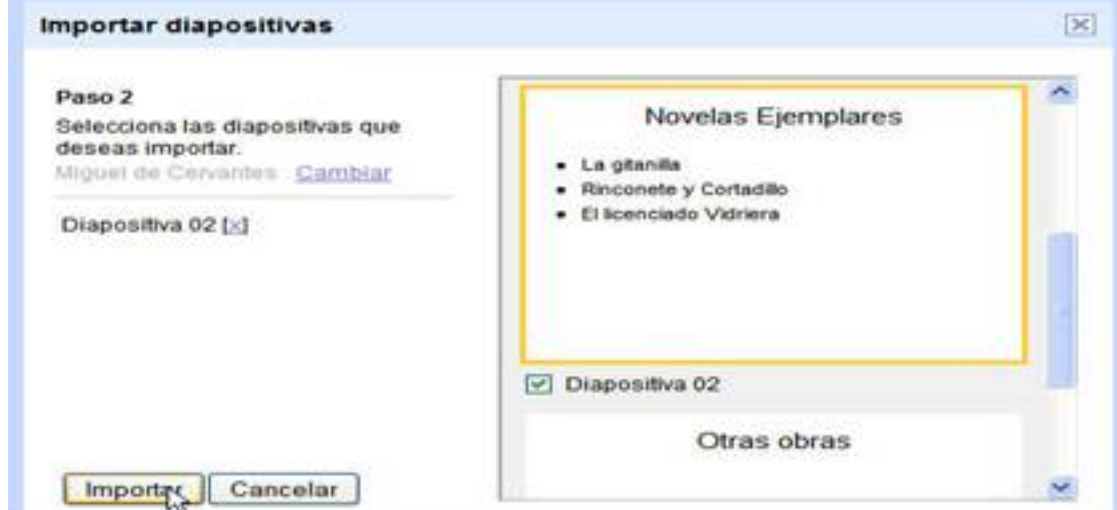 Importar diapositivas
Paso 2
Selecciona las diapositivas que
deseas importar.
Miguel de Cervantes Cambiar
Diapositiva 02 [x]
Importar
Cancelar
Novelas Ejemplares
• La gitanilla
• Rinconete y Cortadillo
• El licenciado Vidriera
Diapositiva 02
Otras obras